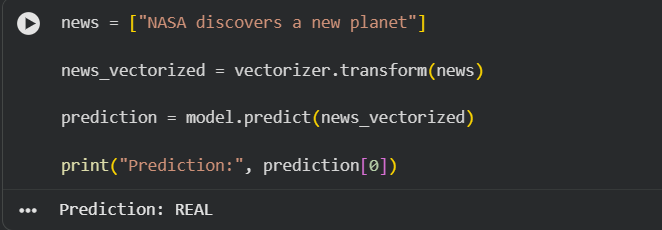 news = ["NASA discovers a new planet"]
news_vectorized = vectorizer.transform(news)
prediction = model.predict(news_vectorized)
print("Prediction:", prediction[0])
Prediction: REAL